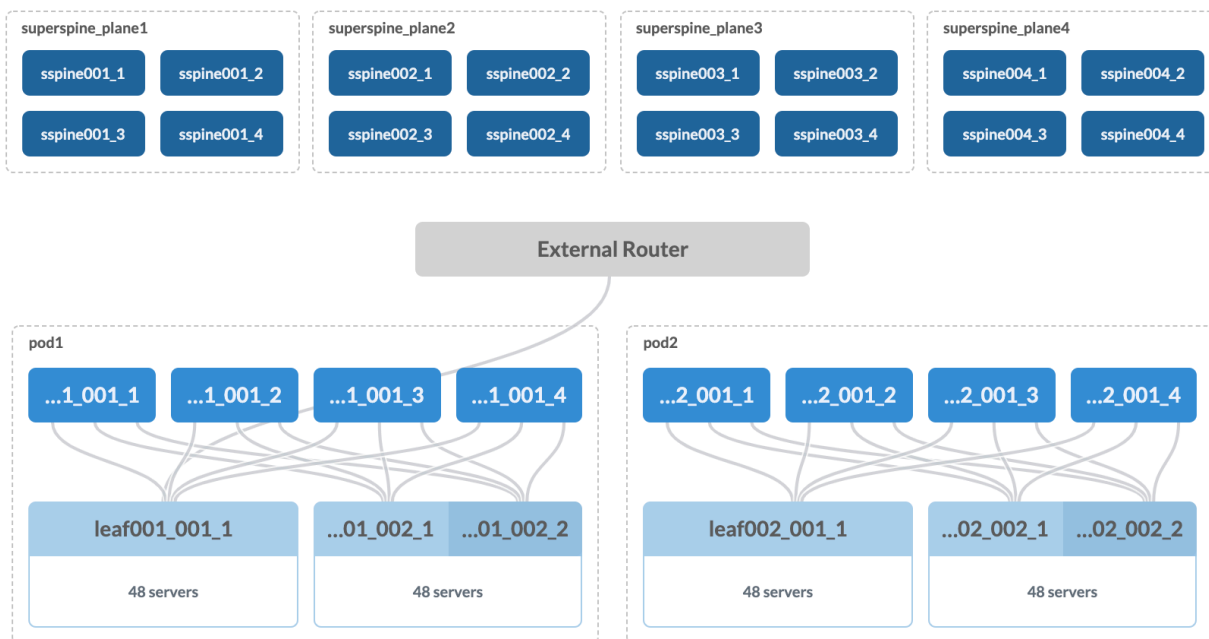 superspine_plane1
superspine_plane2
superspine_plane3
superspine_plane4
sspine001_1
sspine001_2
sspine002_1
sspine002_2
sspine003_1
sspine003_2
sspine004_1
sspine004_2
sspine001_3
sspine001_4
sspine002_3
sspine002_4
sspine003_3
sspine003_4
sspine004_3
sspine004_4
External Router
pod1
pod2
...1_001_1
...1_001_2
...1_001_3
...1_001_4
...2_001_1
...2_001_2
...2_001_3
...2_001_4
leaf001_001_1
...01_002_1
...01_002_2
leaf002_001_1
...02_002_1
...02_002_2
48 servers
48 servers
48 servers
48 servers